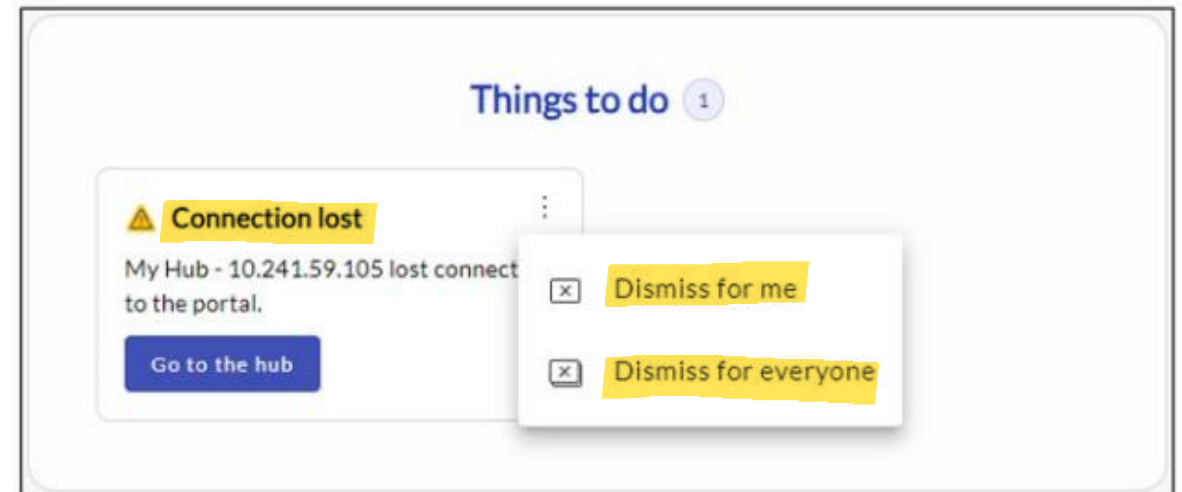 Things to do 1
Connection lost
My Hub - 10.241.59.105 lost connect
to the portal.
Go to the hub
Dismiss for me
Dismiss for everyone